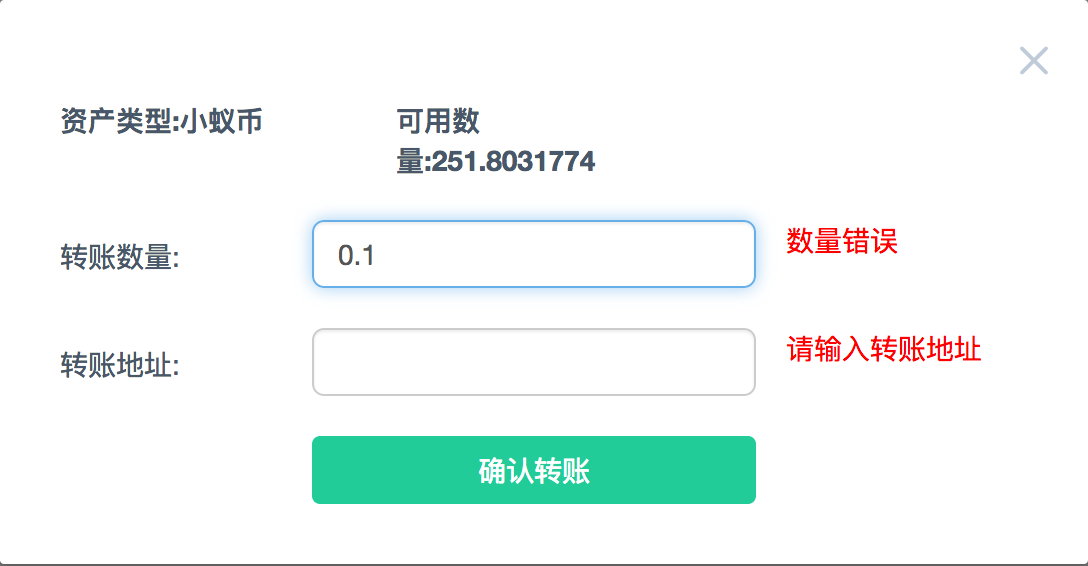 资产类型:小蚁币
可用数
量:251.8031774
转账数量:
0.1
数量错误
转账地址:
请输入转账地址
确认转账